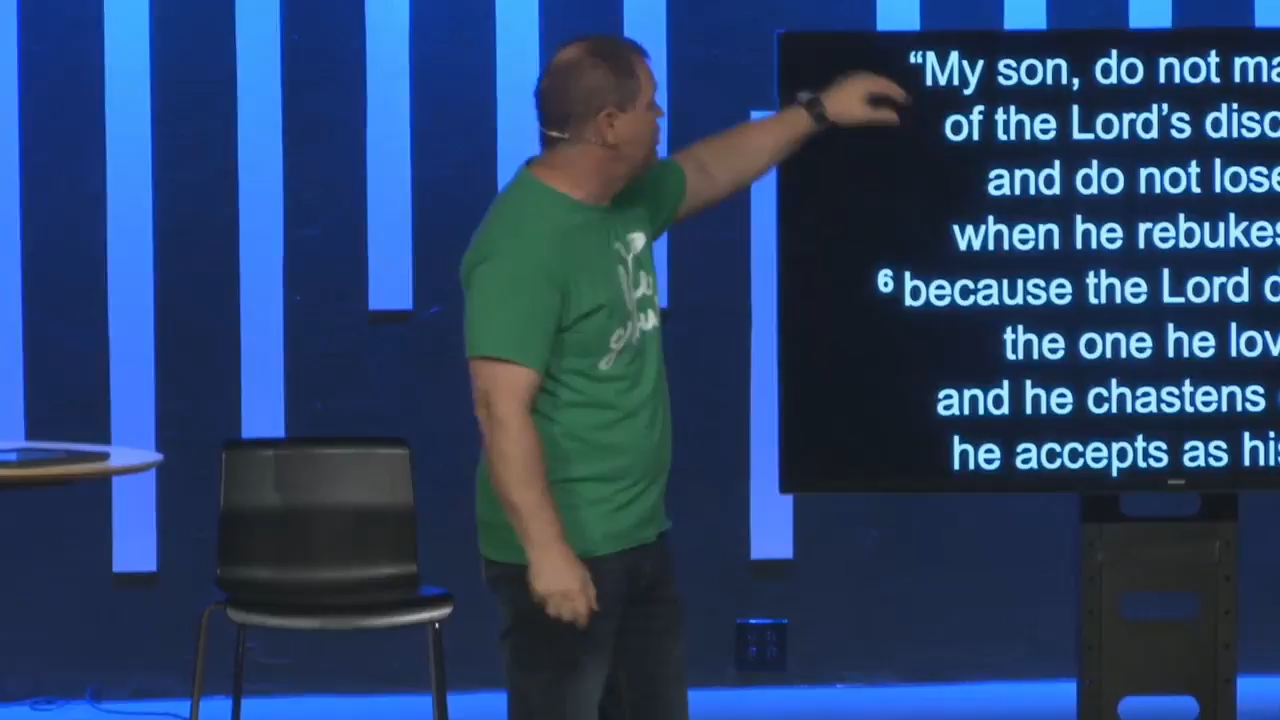 “My son, do not ma
of the Lord’s disc
and do not lose
when he rebukes
6 because the Lord d
the one he lov
and he chastens
he accepts as his